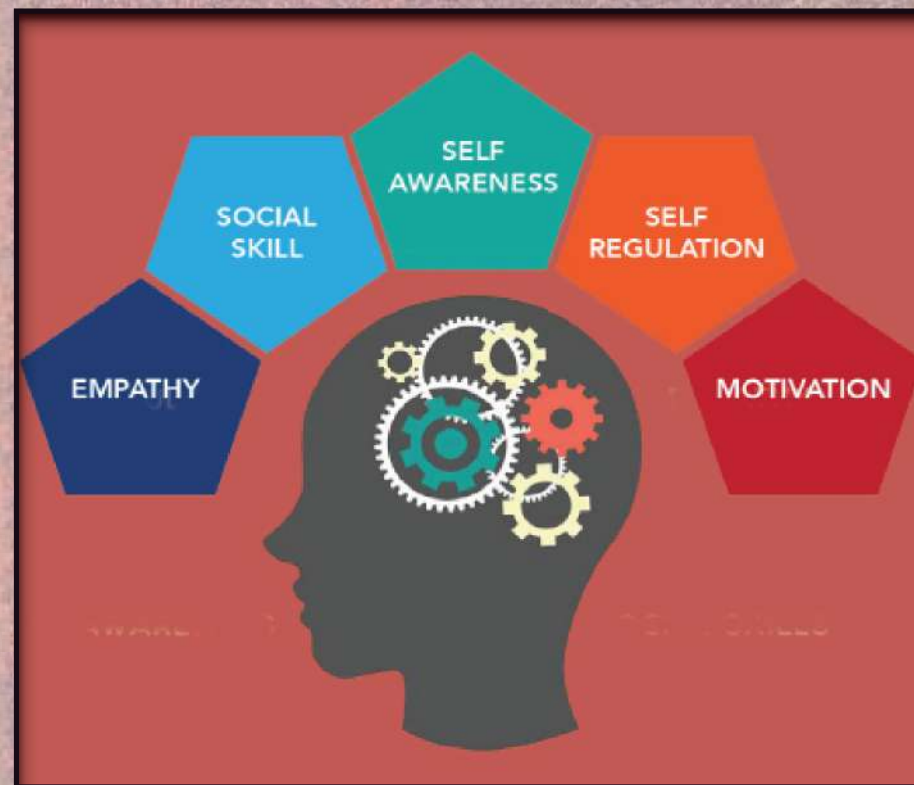 SELF
AWARENESS
SOCIAL
SKILL
SELF
REGULATION
EMPATHY
MOTIVATION